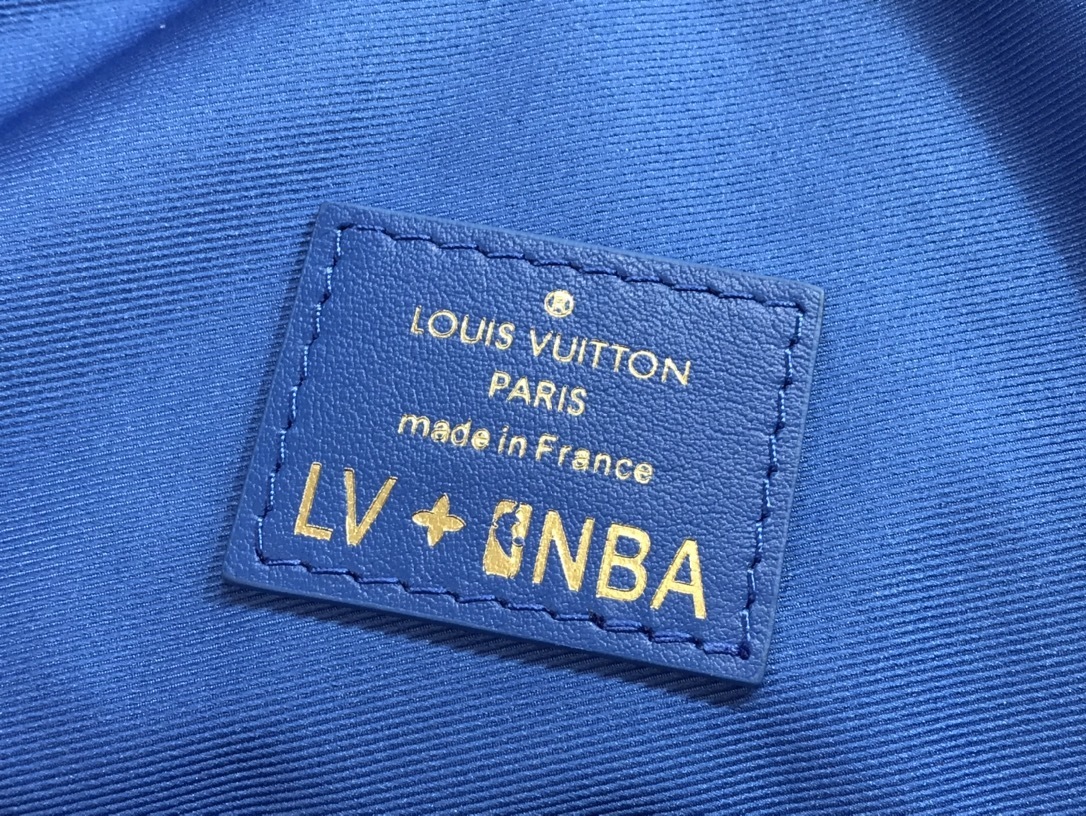 ®
LOUIS VUITTON
PARIS
made in France
LV NBA